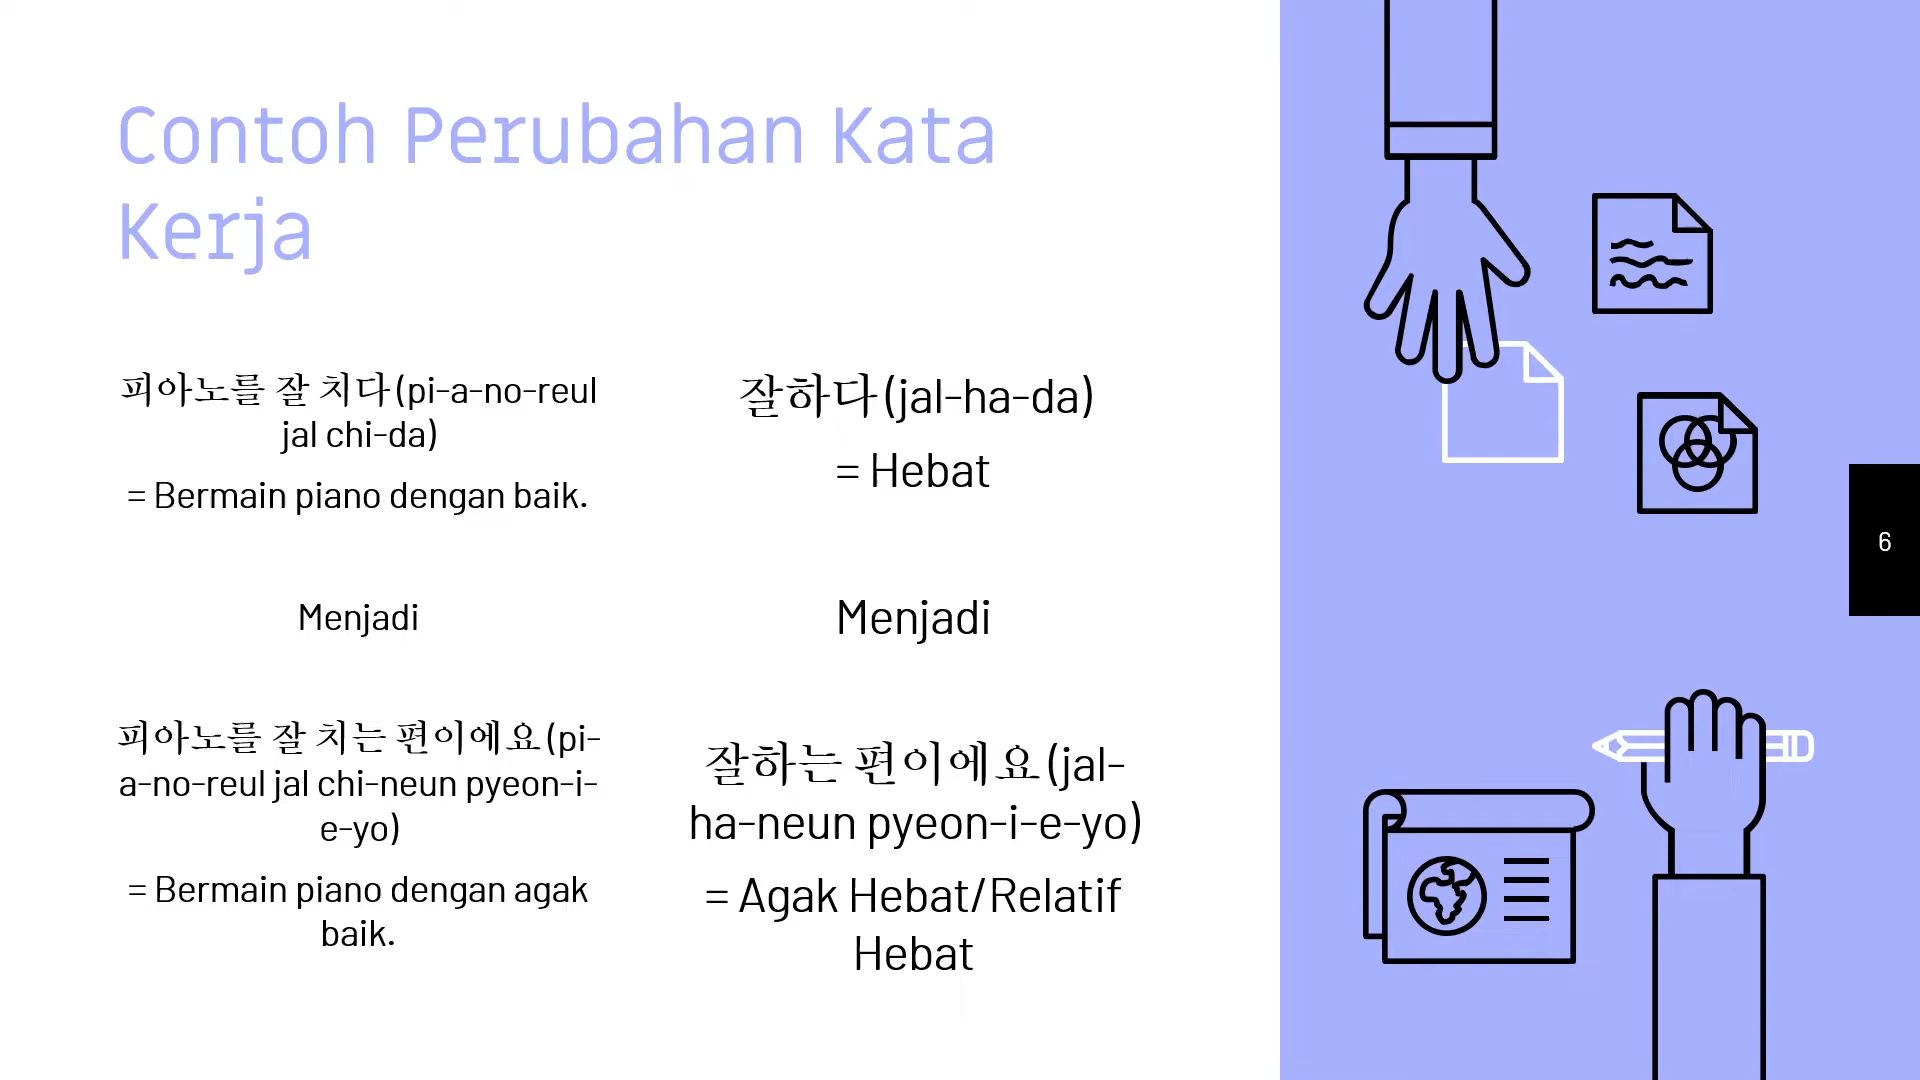 Contoh Perubahan Kata
Kerja
피아노를 잘 치다(pi-a-no-reul
jal chi-da)
= Bermain piano dengan baik.
Menjadi
피아노를 잘 치는 편이에요(pi-
a-no-reul jal chi-neun pyeon-i-
e-yo)
= Bermain piano dengan agak
baik.
잘하다(jal-ha-da)
= Hebat
Menjadi
잘하는 편이에요(jal-
ha-neun pyeon-i-e-yo)
= Agak Hebat/Relatif
Hebat
6